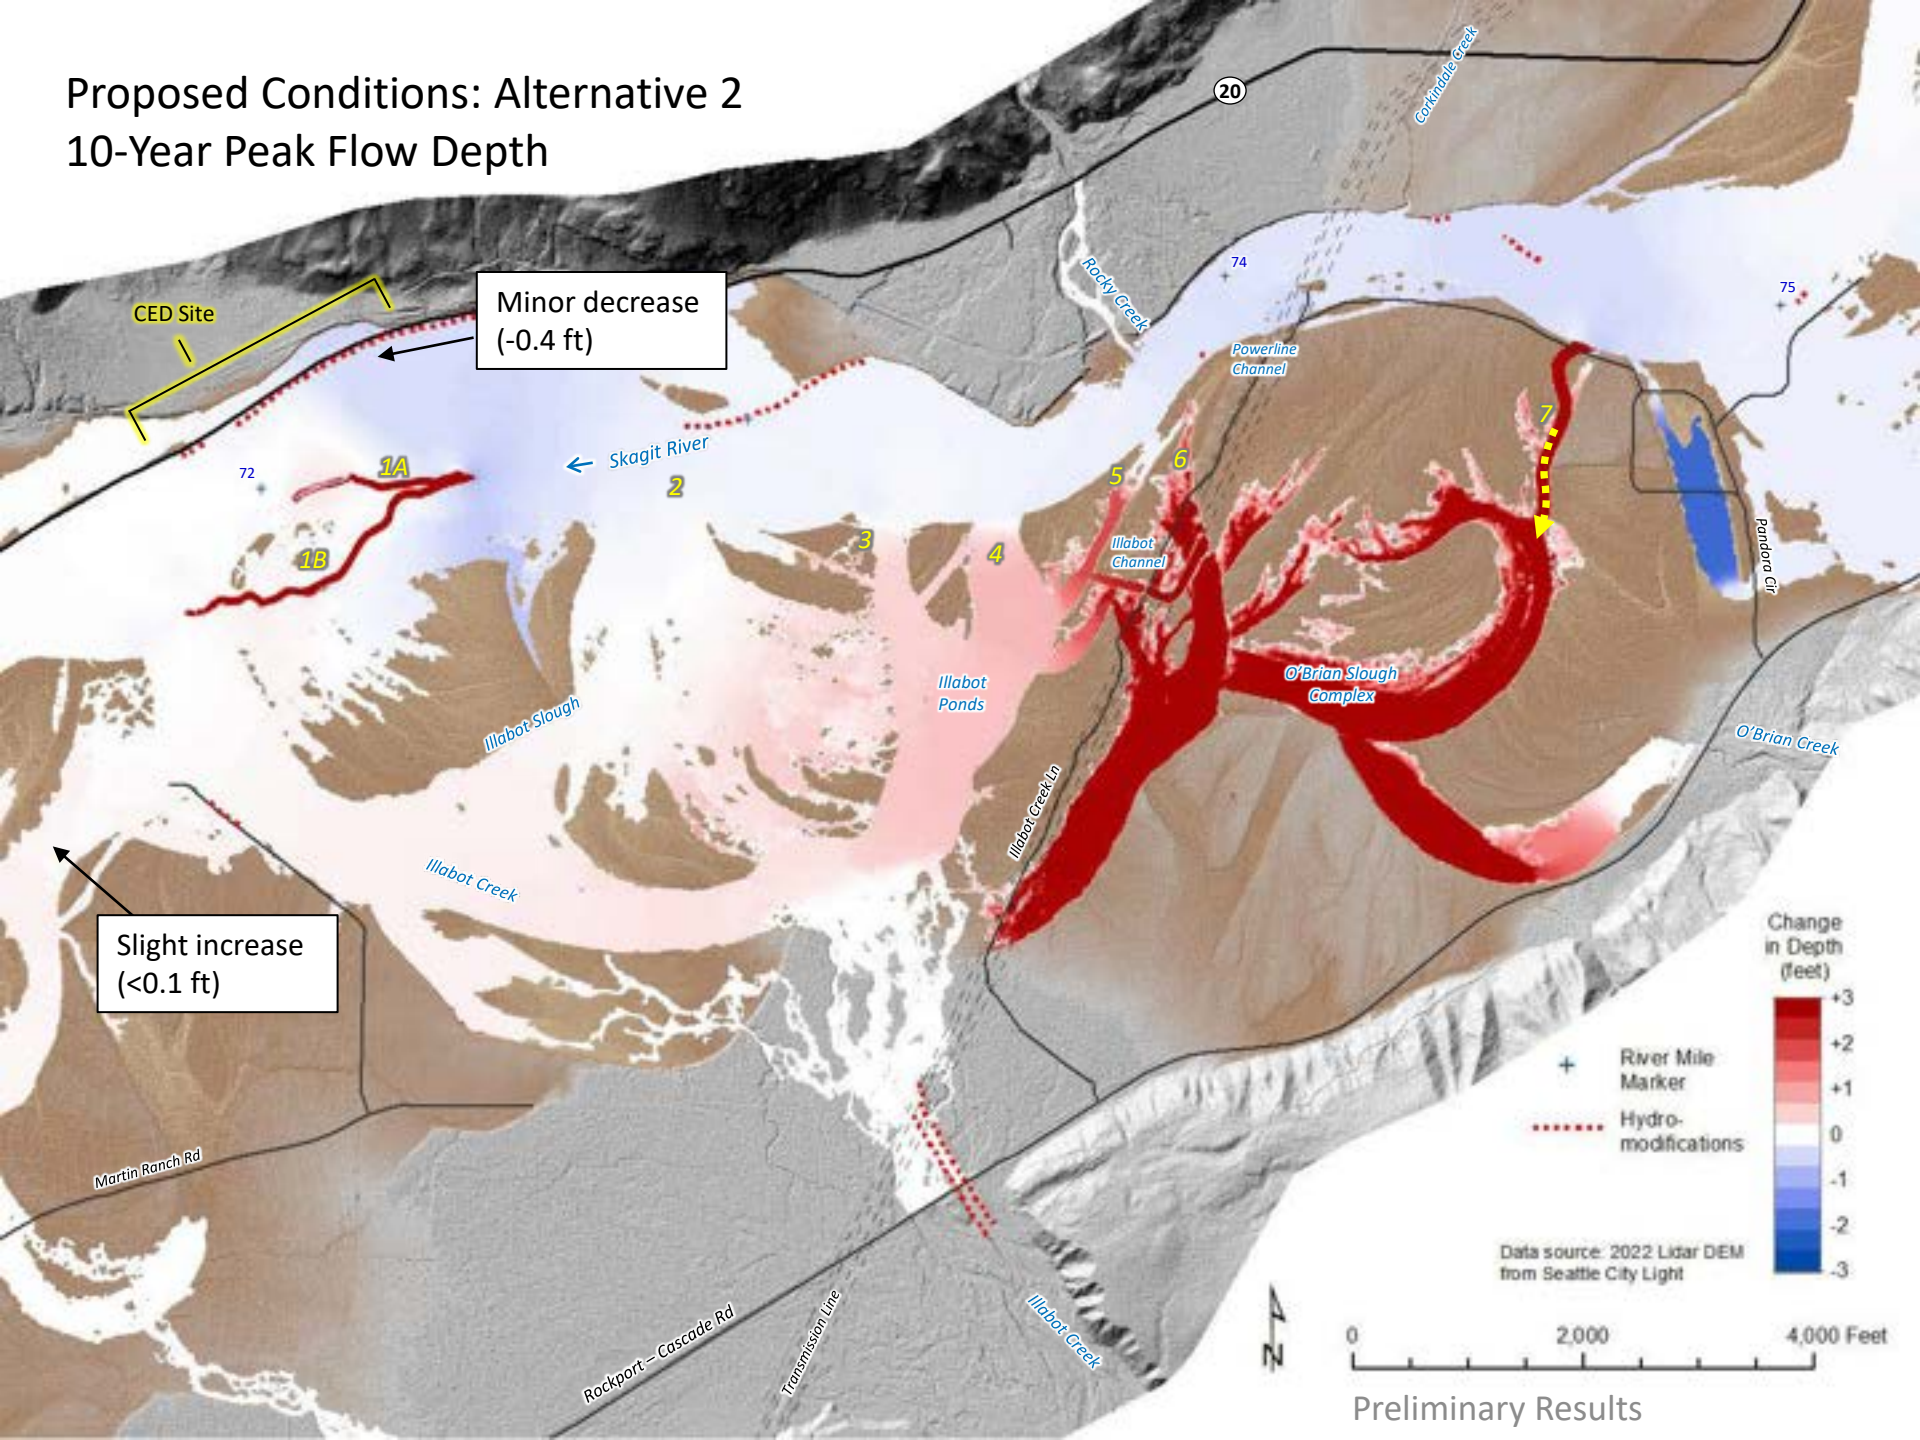 Proposed Conditions: Alternative 2
10-Year Peak Flow Depth
20
Corkindale Creek
Rocky Creek
74
75
CED Site
Minor decrease
(-0.4 ft)
Powerline
Channel
Skagit River
72
1A
1B
2
3
4
5
6
7
Illabot
Channel
Pandora Cir
Illabot
Ponds
O'Brian Slough
Complex
O'Brian Creek
Illabot Slough
Illabot Creek Ln
Illabot Creek
Slight increase
(<0.1 ft)
Martin Ranch Rd
Rockport – Cascade Rd
Transmission Line
Illabot Creek
Change
in Depth
(feet)
+3
+2
+1
0
-1
-2
-3
River Mile
Marker
Hydro-
modifications
Data source: 2022 Lidar DEM
from Seattle City Light
N
0 2,000 4,000 Feet
Preliminary Results